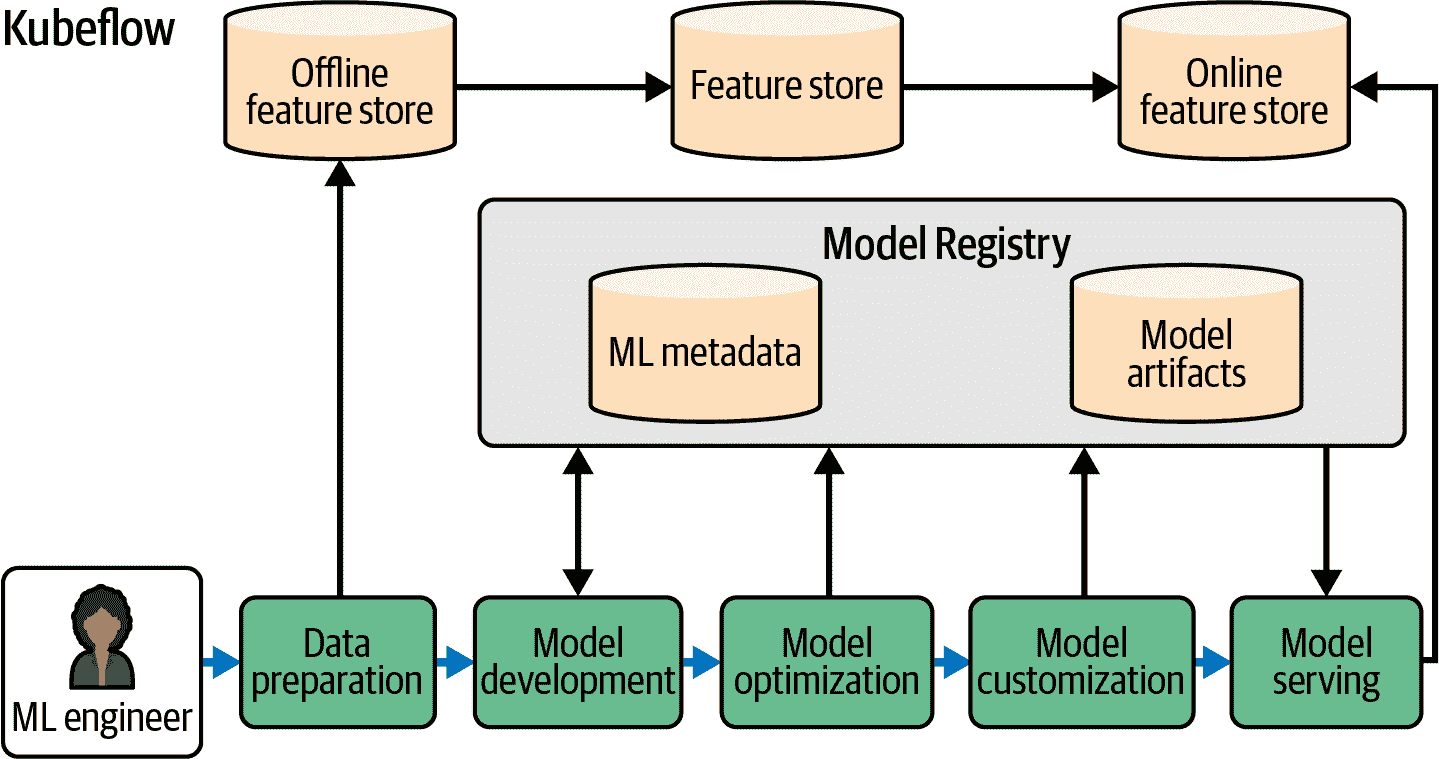 Kubeflow
Offline
feature store
Feature store
Online
feature store
Model Registry
ML metadata
Model
artifacts
ML engineer
Data
preparation
Model
development
Model
optimization
Model
customization
Model
serving